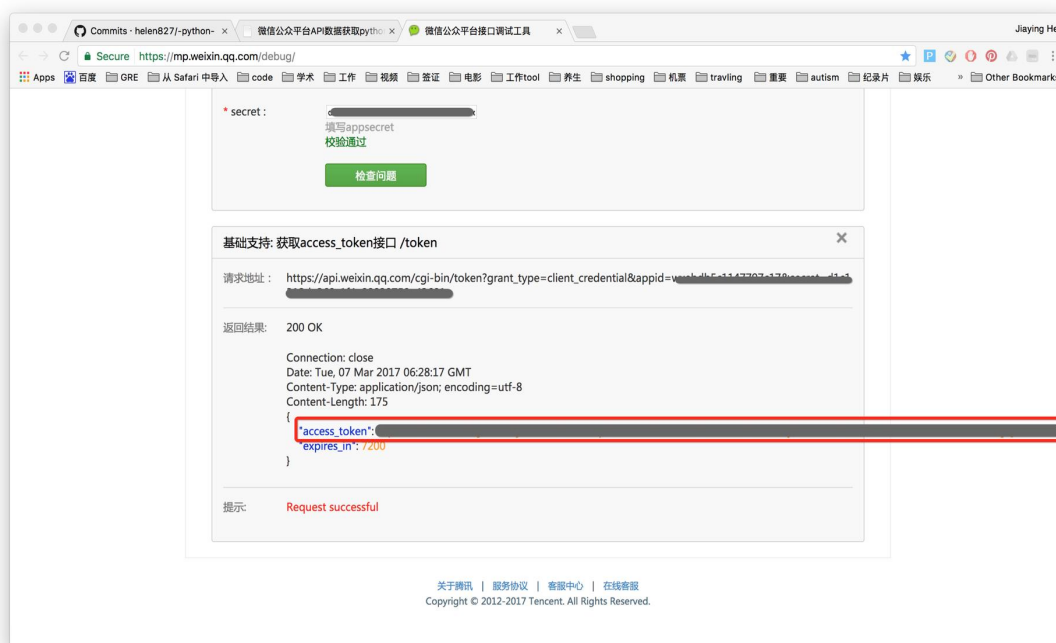 Commits · helen827/-python-
微信公众平台API数据获取pytho
微信公众平台接口调试工具
Jiaying He
Secure https://mp.weixin.qq.com/debug/
Apps 百度 GRE 从 Safari 中导入 code 学术 工作 视频 签证 电影 工作tool 养生 shopping 机票 travling 重要 autism 纪录片 娱乐 » Other Bookmarks
* secret :
填写appsecret
校验通过
检查问题
基础支持: 获取access_token接口 /token
请求地址： https://api.weixin.qq.com/cgi-bin/token?grant_type=client_credential&appid=
返回结果: 200 OK
Connection: close
Date: Tue, 07 Mar 2017 06:28:17 GMT
Content-Type: application/json; encoding=utf-8
Content-Length: 175
{
"access_token":
"expires_in": 7200
}
提示: Request successful
关于腾讯 | 服务协议 | 客服中心 | 在线客服
Copyright © 2012-2017 Tencent. All Rights Reserved.